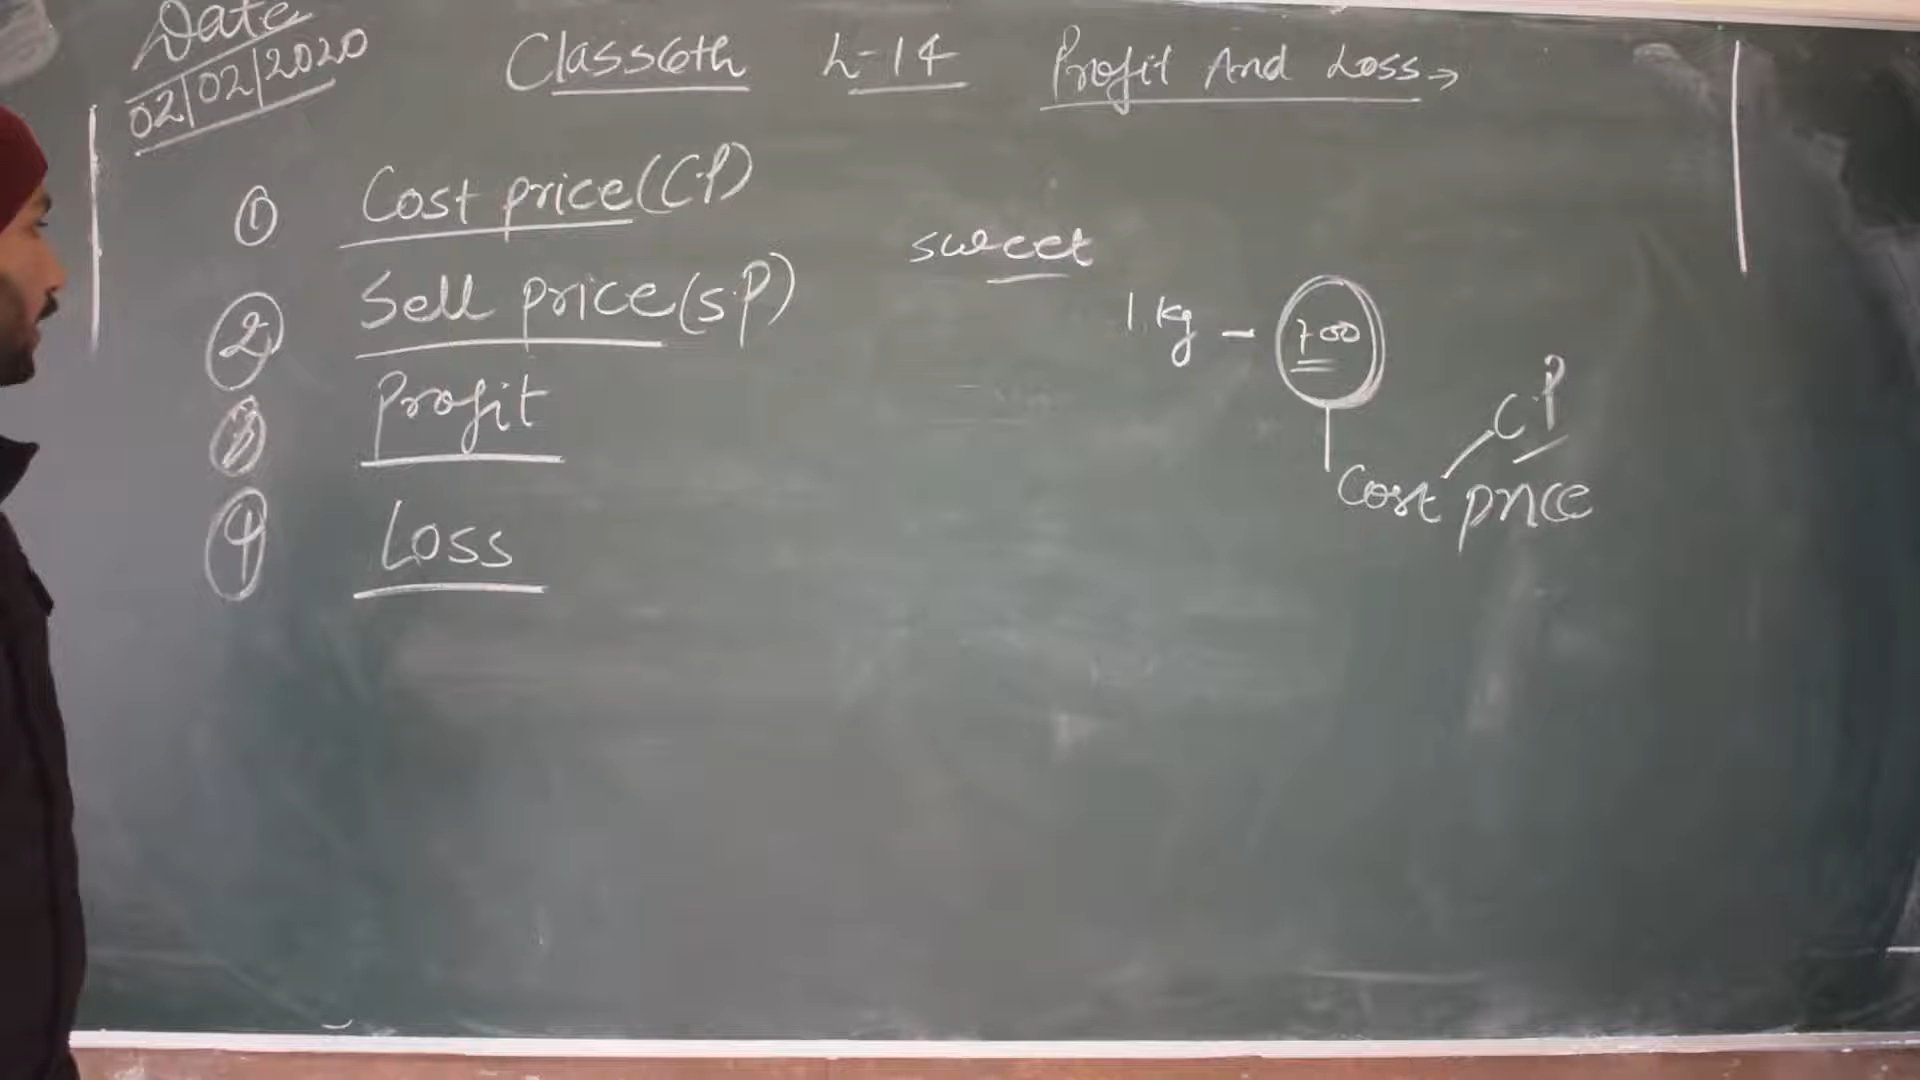 Date
02/02/2020
Class 6th L-14 Profit And Loss →
① Cost price (C.P)
② Sell price (S.P)
③ Profit
④ Loss
sweet
1 kg - 700
C.P
Cost price